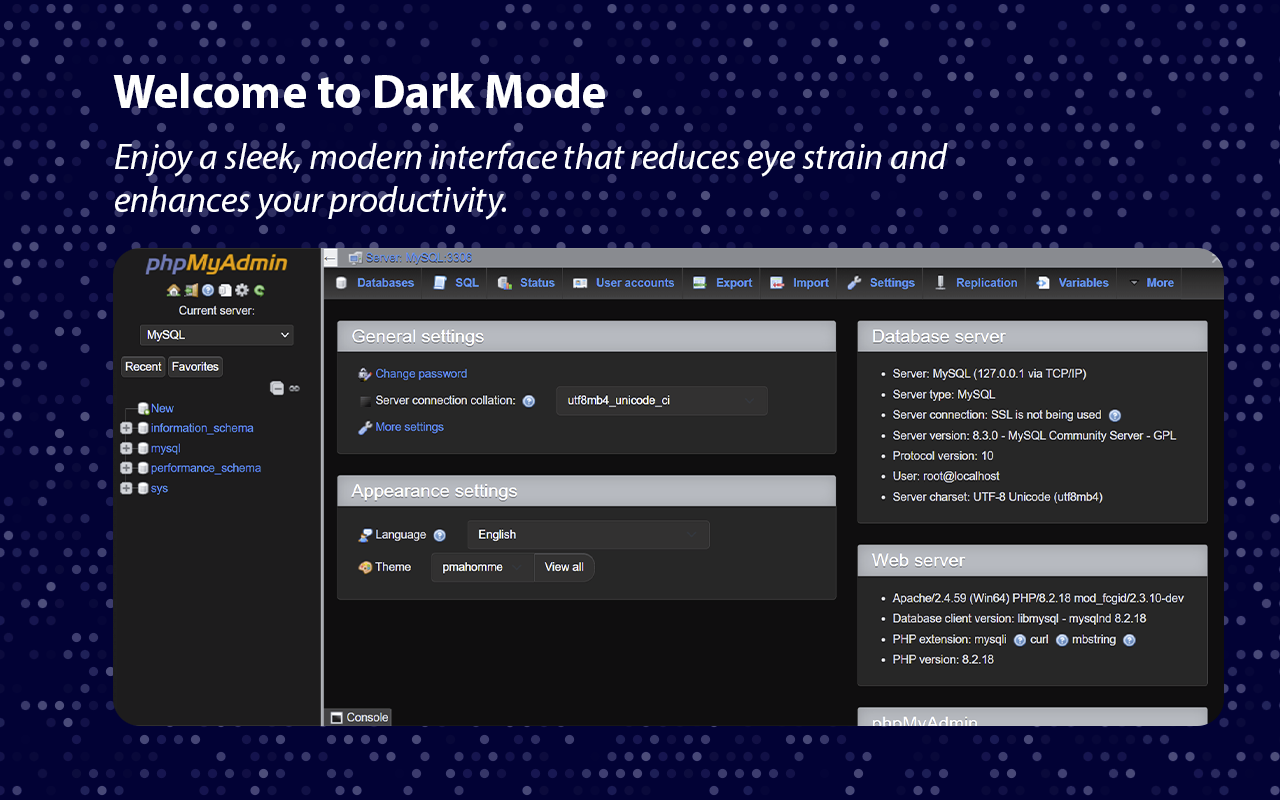 Welcome to Dark Mode
Enjoy a sleek, modern interface that reduces eye strain and
enhances your productivity.
phpMyAdmin
Current server:
MySQL
Recent Favorites
New
information_schema
mysql
performance_schema
sys
Server: MySQL:3306
Databases SQL Status User accounts Export Import Settings Replication Variables More
General settings
Change password
Server connection collation: utf8mb4_unicode_ci
More settings
Appearance settings
Language English
Theme pmahomme View all
Database server
Server: MySQL (127.0.0.1 via TCP/IP)
Server type: MySQL
Server connection: SSL is not being used
Server version: 8.3.0 - MySQL Community Server - GPL
Protocol version: 10
User: root@localhost
Server charset: UTF-8 Unicode (utf8mb4)
Web server
Apache/2.4.59 (Win64) PHP/8.2.18 mod_fcgid/2.3.10-dev
Database client version: libmysql - mysqlnd 8.2.18
PHP extension: mysqli curl mbstring
PHP version: 8.2.18
phpMyAdmin
Console